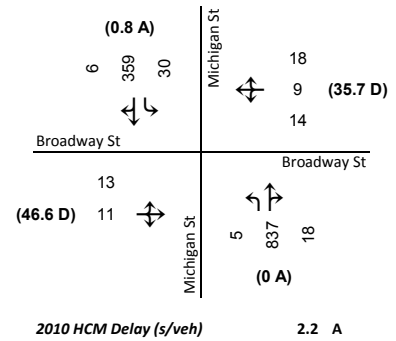 (0.8 A)
6 359 30
Michigan St
18
9 (35.7 D)
14
Broadway St
Broadway St
13
(46.6 D) 11
Michigan St
5 837 18
(0 A)
2010 HCM Delay (s/veh) 2.2 A